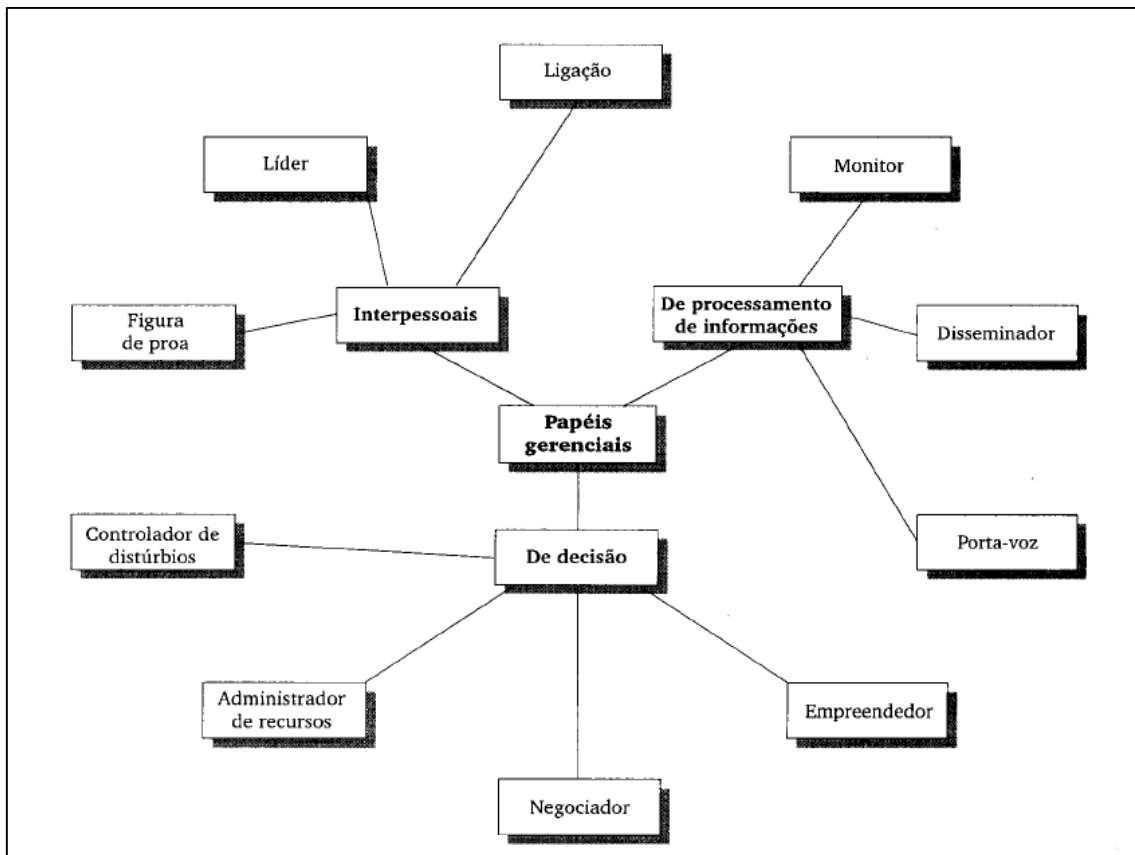 Ligação
Líder
Monitor
Interpessoais
De processamento
de informações
Figura
de proa
Disseminador
Papéis
gerenciais
Controlador de
distúrbios
De decisão
Porta-voz
Administrador
de recursos
Empreendedor
Negociador